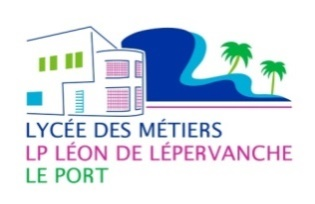 LYCÉE DES MÉTIERS
LP LÉON DE LÉPERVANCHE
LE PORT